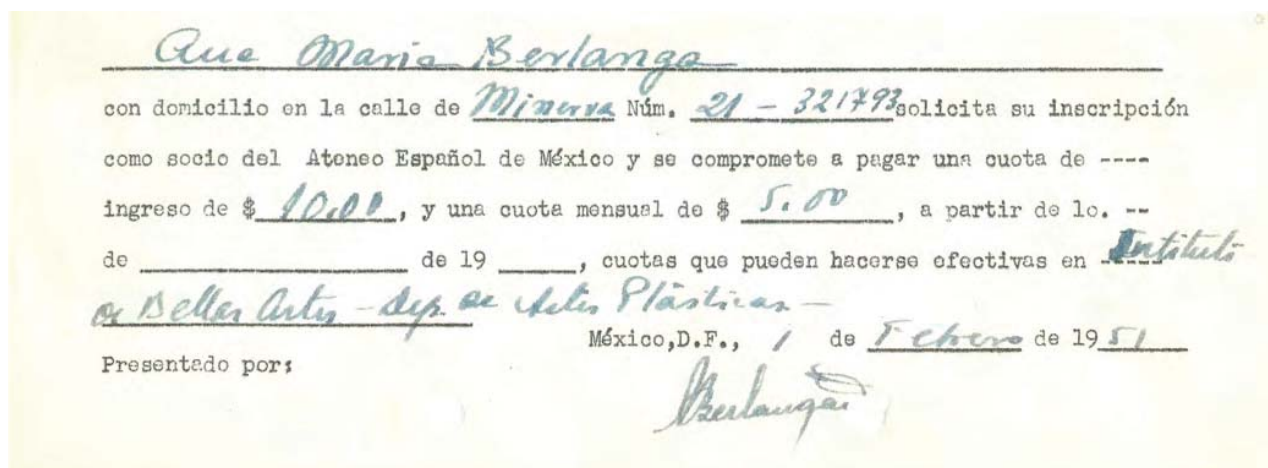 Ana Maria Berlanga
con domicilio en la calle de Minerva Núm. 21 - 321793 solicita su inscripción
como socio del Ateneo Español de México y se compromete a pagar una cuota de ----
ingreso de $ 10.00, y una cuota mensual de $ 5.00, a partir de lo. --
de __________ de 19 _____, cuotas que pueden hacerse efectivas en Instituto
de Bellas Artes - dep. de Artes Plásticas -
México,D.F., 1 de Febrero de 1951
Presentado por:
Berlanga